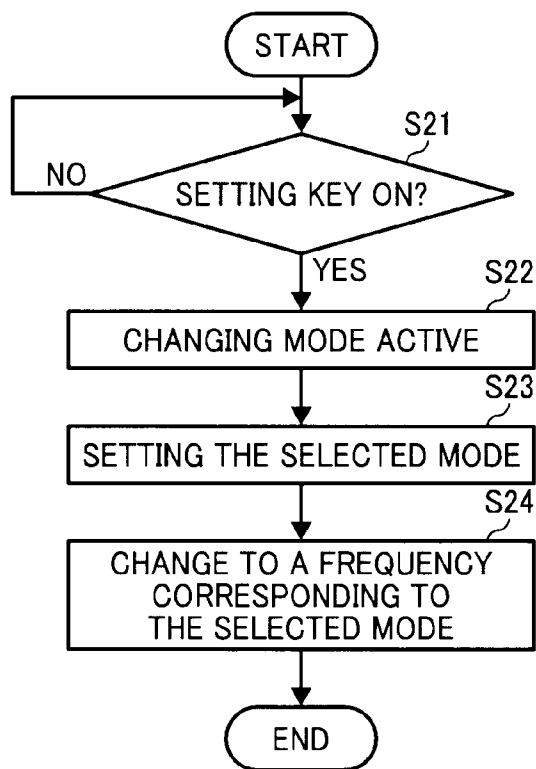 START
S21
NO
SETTING KEY ON?
YES
S22
CHANGING MODE ACTIVE
S23
SETTING THE SELECTED MODE
S24
CHANGE TO A FREQUENCY
CORRESPONDING TO
THE SELECTED MODE
END